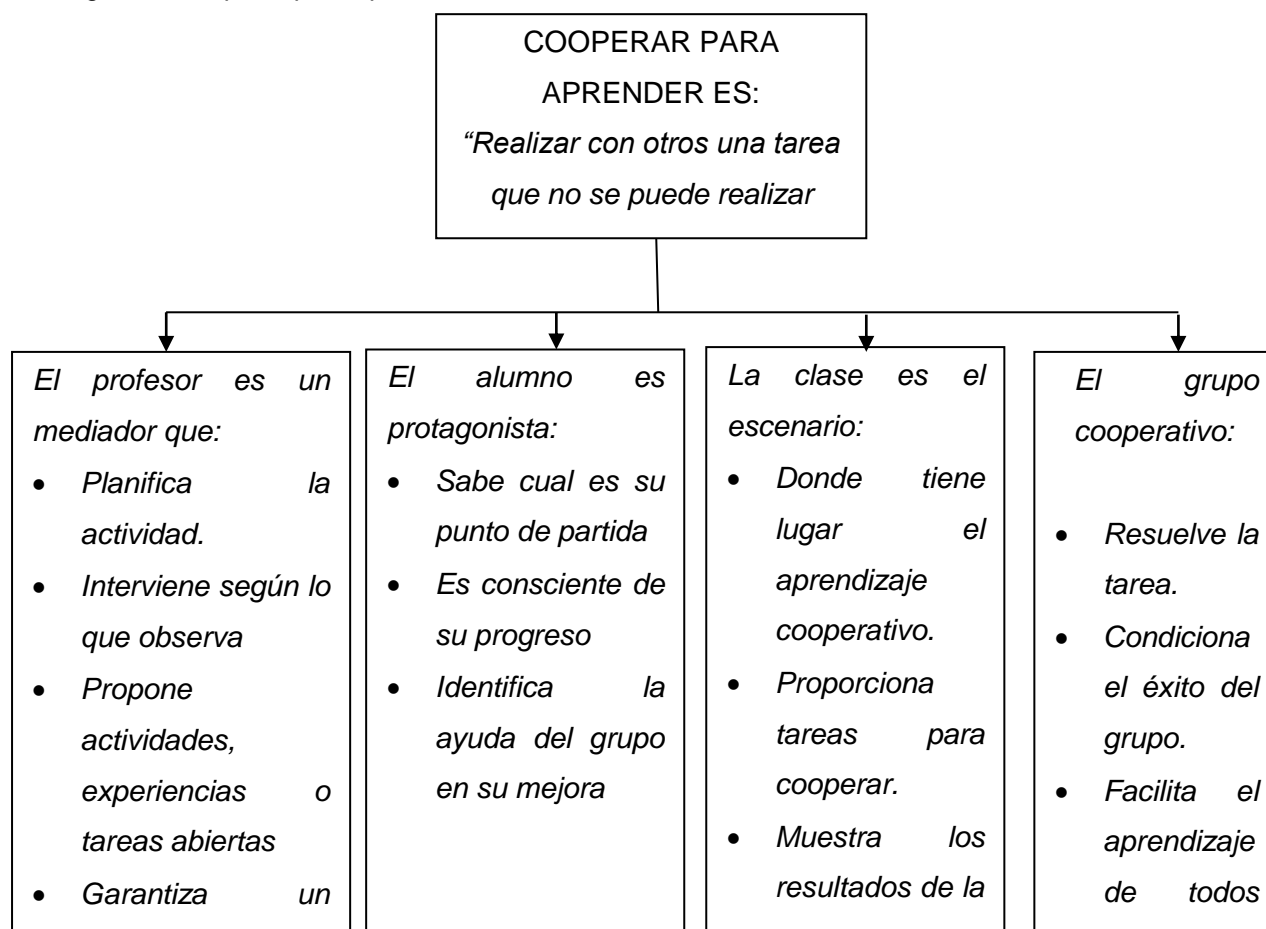 COOPERAR PARA
APRENDER ES:
“Realizar con otros una tarea
que no se puede realizar
El profesor es un
mediador que:
• Planifica la
actividad.
• Interviene según lo
que observa
• Propone
actividades,
experiencias o
tareas abiertas
• Garantiza un
El alumno es
protagonista:
• Sabe cual es su
punto de partida
• Es consciente de
su progreso
• Identifica la
ayuda del grupo
en su mejora
La clase es el
escenario:
• Donde tiene
lugar el
aprendizaje
cooperativo.
• Proporciona
tareas para
cooperar.
• Muestra los
resultados de la
El grupo
cooperativo:
• Resuelve la
tarea.
• Condiciona
el éxito del
grupo.
• Facilita el
aprendizaje
de todos